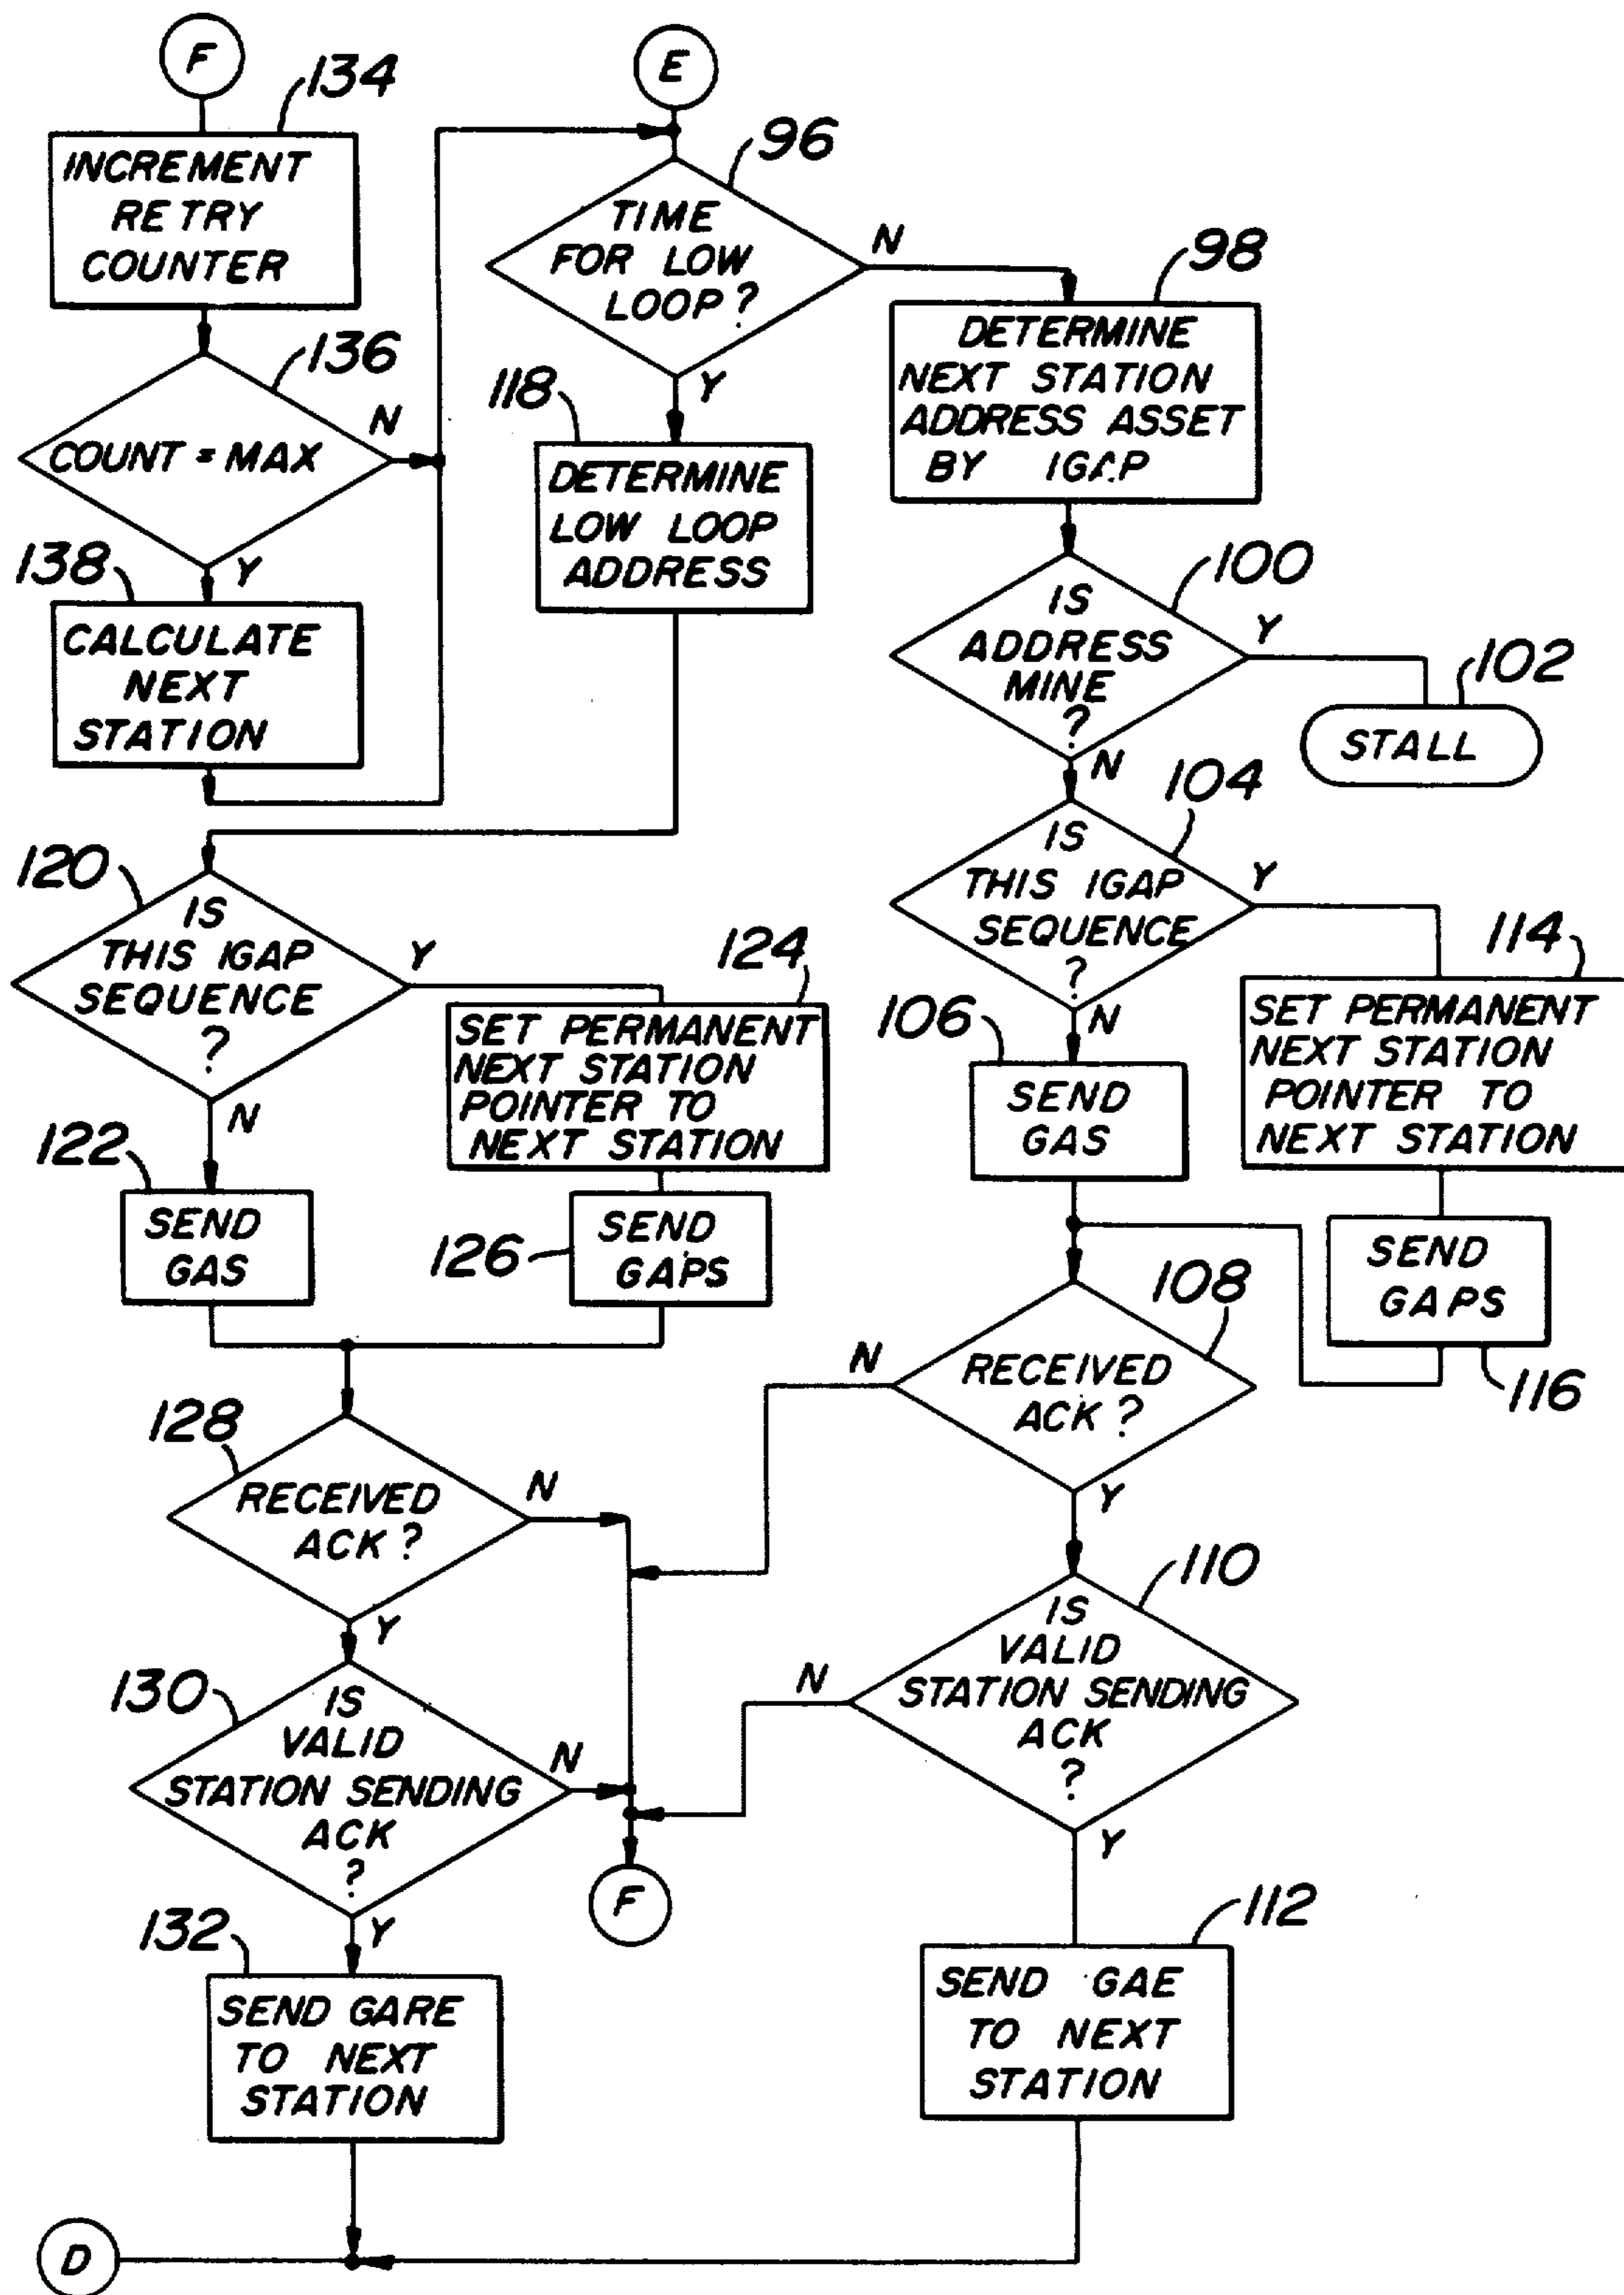 F
134
INCREMENT
RETRY
COUNTER
136
COUNT = MAX
N
Y
138
CALCULATE
NEXT
STATION
E
96
TIME
FOR LOW
LOOP?
N
Y
118
DETERMINE
LOW LOOP
ADDRESS
98
DETERMINE
NEXT STATION
ADDRESS ASSET
BY IGAP
100
IS
ADDRESS
MINE
?
Y
N
102
STALL
104
IS
THIS IGAP
SEQUENCE
?
Y
N
106
SEND
GAS
114
SET PERMANENT
NEXT STATION
POINTER TO
NEXT STATION
SEND
GAPS
116
120
IS
THIS IGAP
SEQUENCE
?
Y
N
122
SEND
GAS
124
SET PERMANENT
NEXT STATION
POINTER TO
NEXT STATION
126
SEND
GAPS
108
RECEIVED
ACK?
N
Y
128
RECEIVED
ACK?
N
Y
110
IS
VALID
STATION SENDING
ACK
?
N
Y
130
IS
VALID
STATION SENDING
ACK
?
N
Y
F
132
SEND GARE
TO NEXT
STATION
112
SEND GAE
TO NEXT
STATION
D